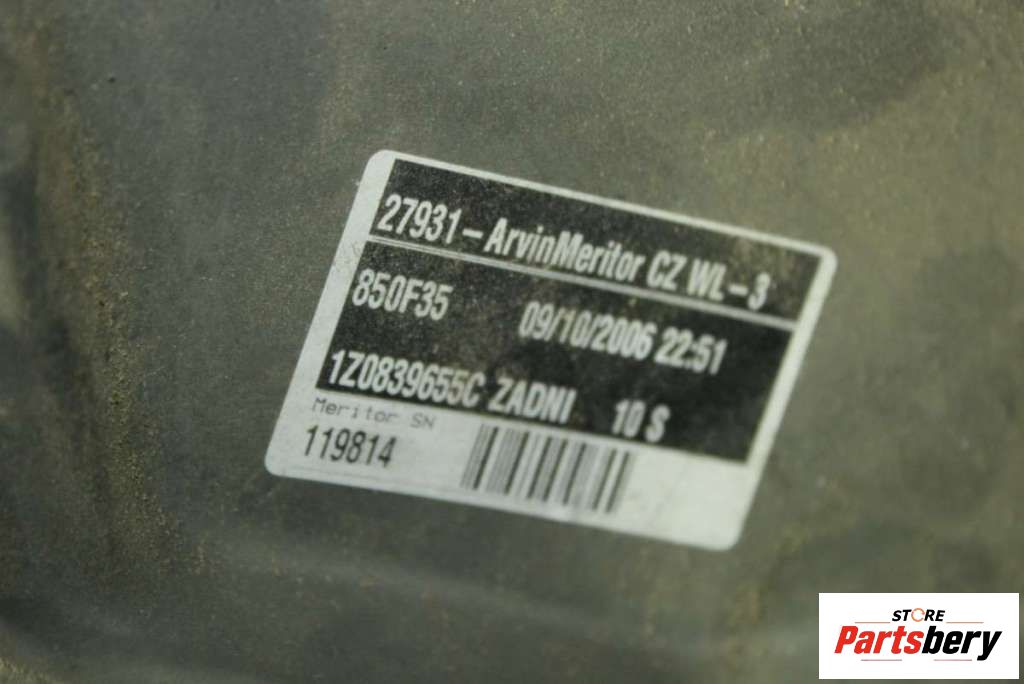 27931-ArvinMeritor CZ WL-3
850F35 09/10/2006 22:51
1Z0839655C ZADNI 10 S
Meritor SN
119814
STORE
Partsbery